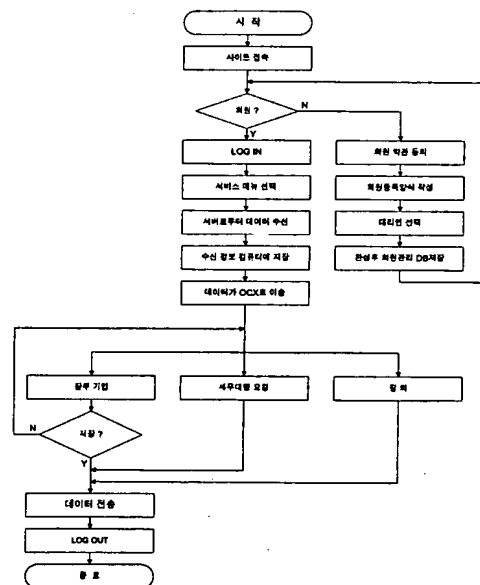 시 작
사이트 접속
회원 ?
N
Y
LOG IN
회원 약관 동의
서비스 메뉴 선택
회원등록양식 작성
서버로부터 데이터 수신
대리인 선택
수신 정보 컴퓨터에 저장
완성후 회원관리 DB저장
데이터가 OCX로 이송
장부 기입
세무대행 요청
질 의
저장 ?
N
Y
데이터 전송
LOG OUT
종 료